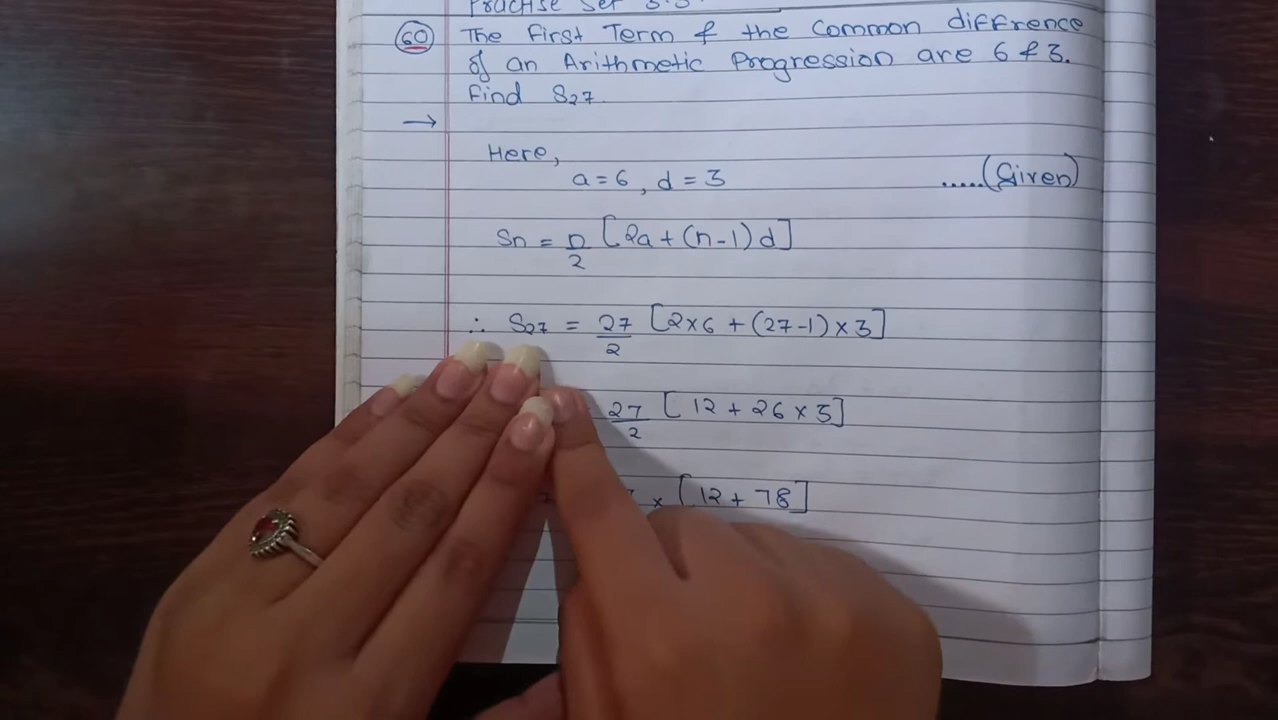 Practise Set 3.3
60 The first Term & the Common diffrence
of an Arithmetic Progression are 6 & 3.
Find S27.
→
Here,
a = 6, d = 3 .....(Given)
Sn = n/2 [2a + (n-1) d]
∴ S27 = 27/2 [2×6 + (27-1) × 3]
27/2 [12 + 26 × 3]
× [12 + 78]